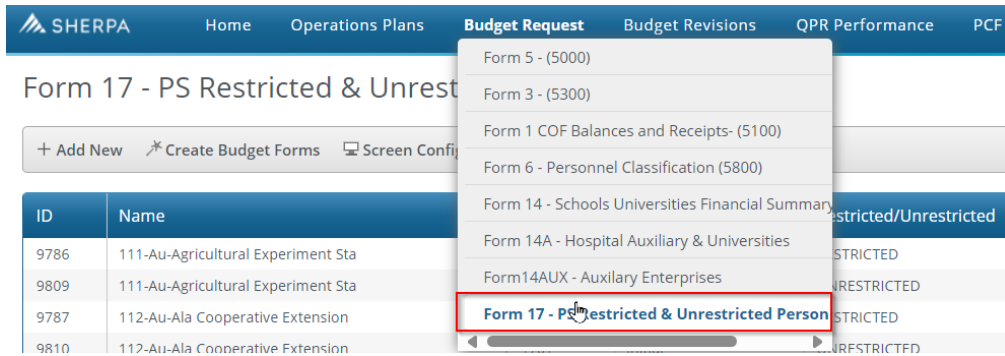 SHERPA Home Operations Plans Budget Request Budget Revisions QPR Performance PCF
Form 5 - (5000)
Form 17 - PS Restricted & Unrest
Form 3 - (5300)
Form 1 COF Balances and Receipts- (5100)
+ Add New Create Budget Forms Screen Confi
Form 6 - Personnel Classification (5800)
Form 14 - Schools Universities Financial Summary
ID Name stricted/Unrestricted
Form 14A - Hospital Auxiliary & Universities
9786 111-Au-Agricultural Experiment Sta STRICTED
Form14AUX - Auxilary Enterprises
9809 111-Au-Agricultural Experiment Sta NRESTRICTED
Form 17 - PS Restricted & Unrestricted Person
9787 112-Au-Ala Cooperative Extension STRICTED
9810 112-Au-Ala Cooperative Extension NRESTRICTED